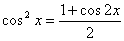 cos² x = (1 + cos 2x) / 2